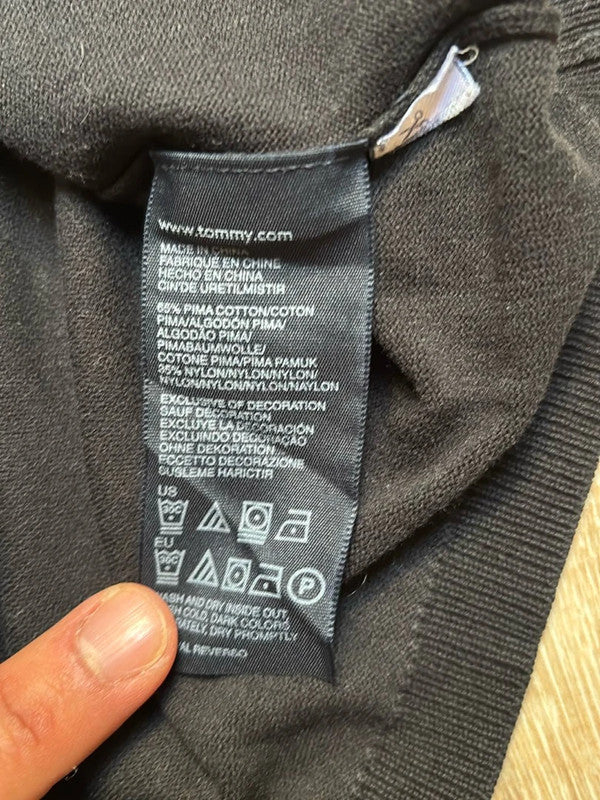 www.tommy.com
MADE IN CHINA
FABRIQUE EN CHINE
HECHO EN CHINA
CIN'DE URETILMISTIR
65% PIMA COTTON/COTON
PIMA/ALGODÓN PIMA/
ALGODÃO PIMA/
PIMABAUMWOLLE/
COTONE PIMA/PIMA PAMUK
35% NYLON/NYLON/NYLON/
NYLON/NYLON/NYLON/NAYLON
EXCLUSIVE OF DECORATION
SAUF DECORATION
EXCLUYE LA DECORACIÓN
EXCLUINDO DECORAÇÃO
OHNE DEKORATION
ECCETTO DECORAZIONE
SUSLEME HARICTIR
US
EU
P
AND DRY INSIDE OUT
COLD, DARK COLORS
DRY PROMPTLY
REVERSO